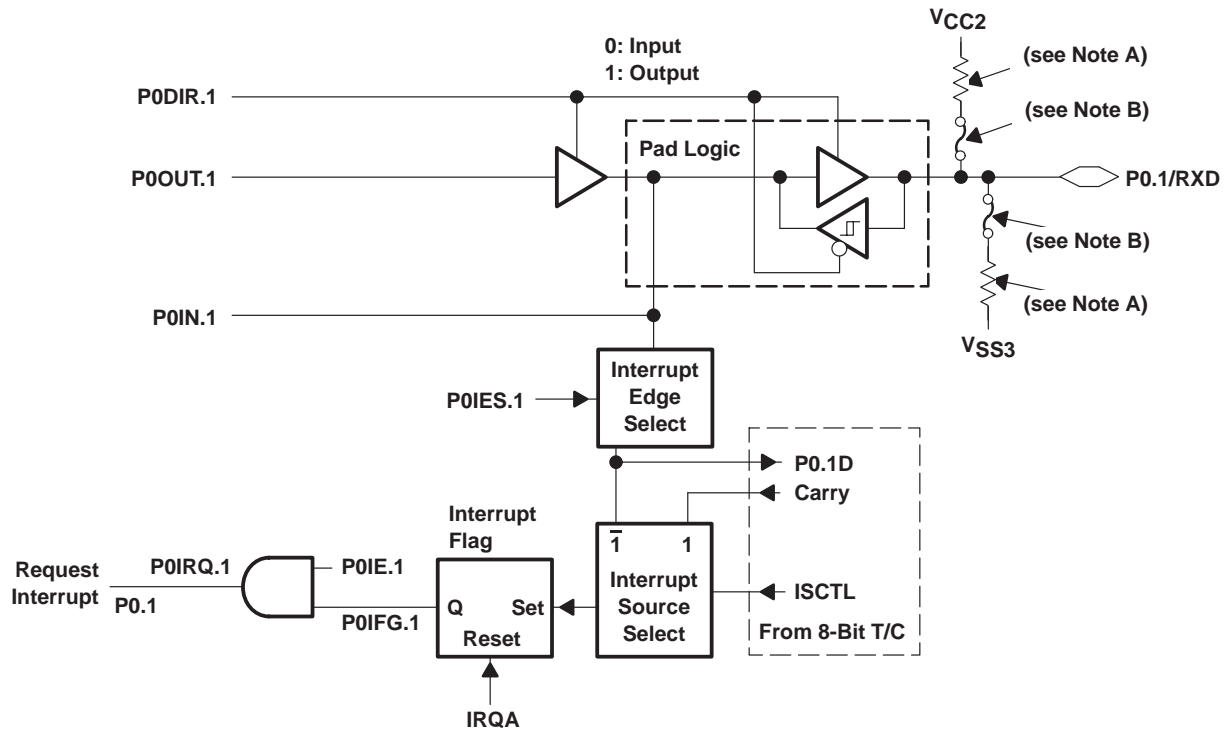 VCC2
0: Input
1: Output
(see Note A)
P0DIR.1
(see Note B)
Pad Logic
P0OUT.1
P0.1/RXD
(see Note B)
(see Note A)
P0IN.1
VSS3
Interrupt
Edge
Select
P0IES.1
P0.1D
Carry
Interrupt
Flag
1
1
Request
Interrupt
P0IRQ.1
P0.1
P0IE.1
P0IFG.1
Q
Set
Reset
Interrupt
Source
Select
ISCTL
From 8-Bit T/C
IRQA